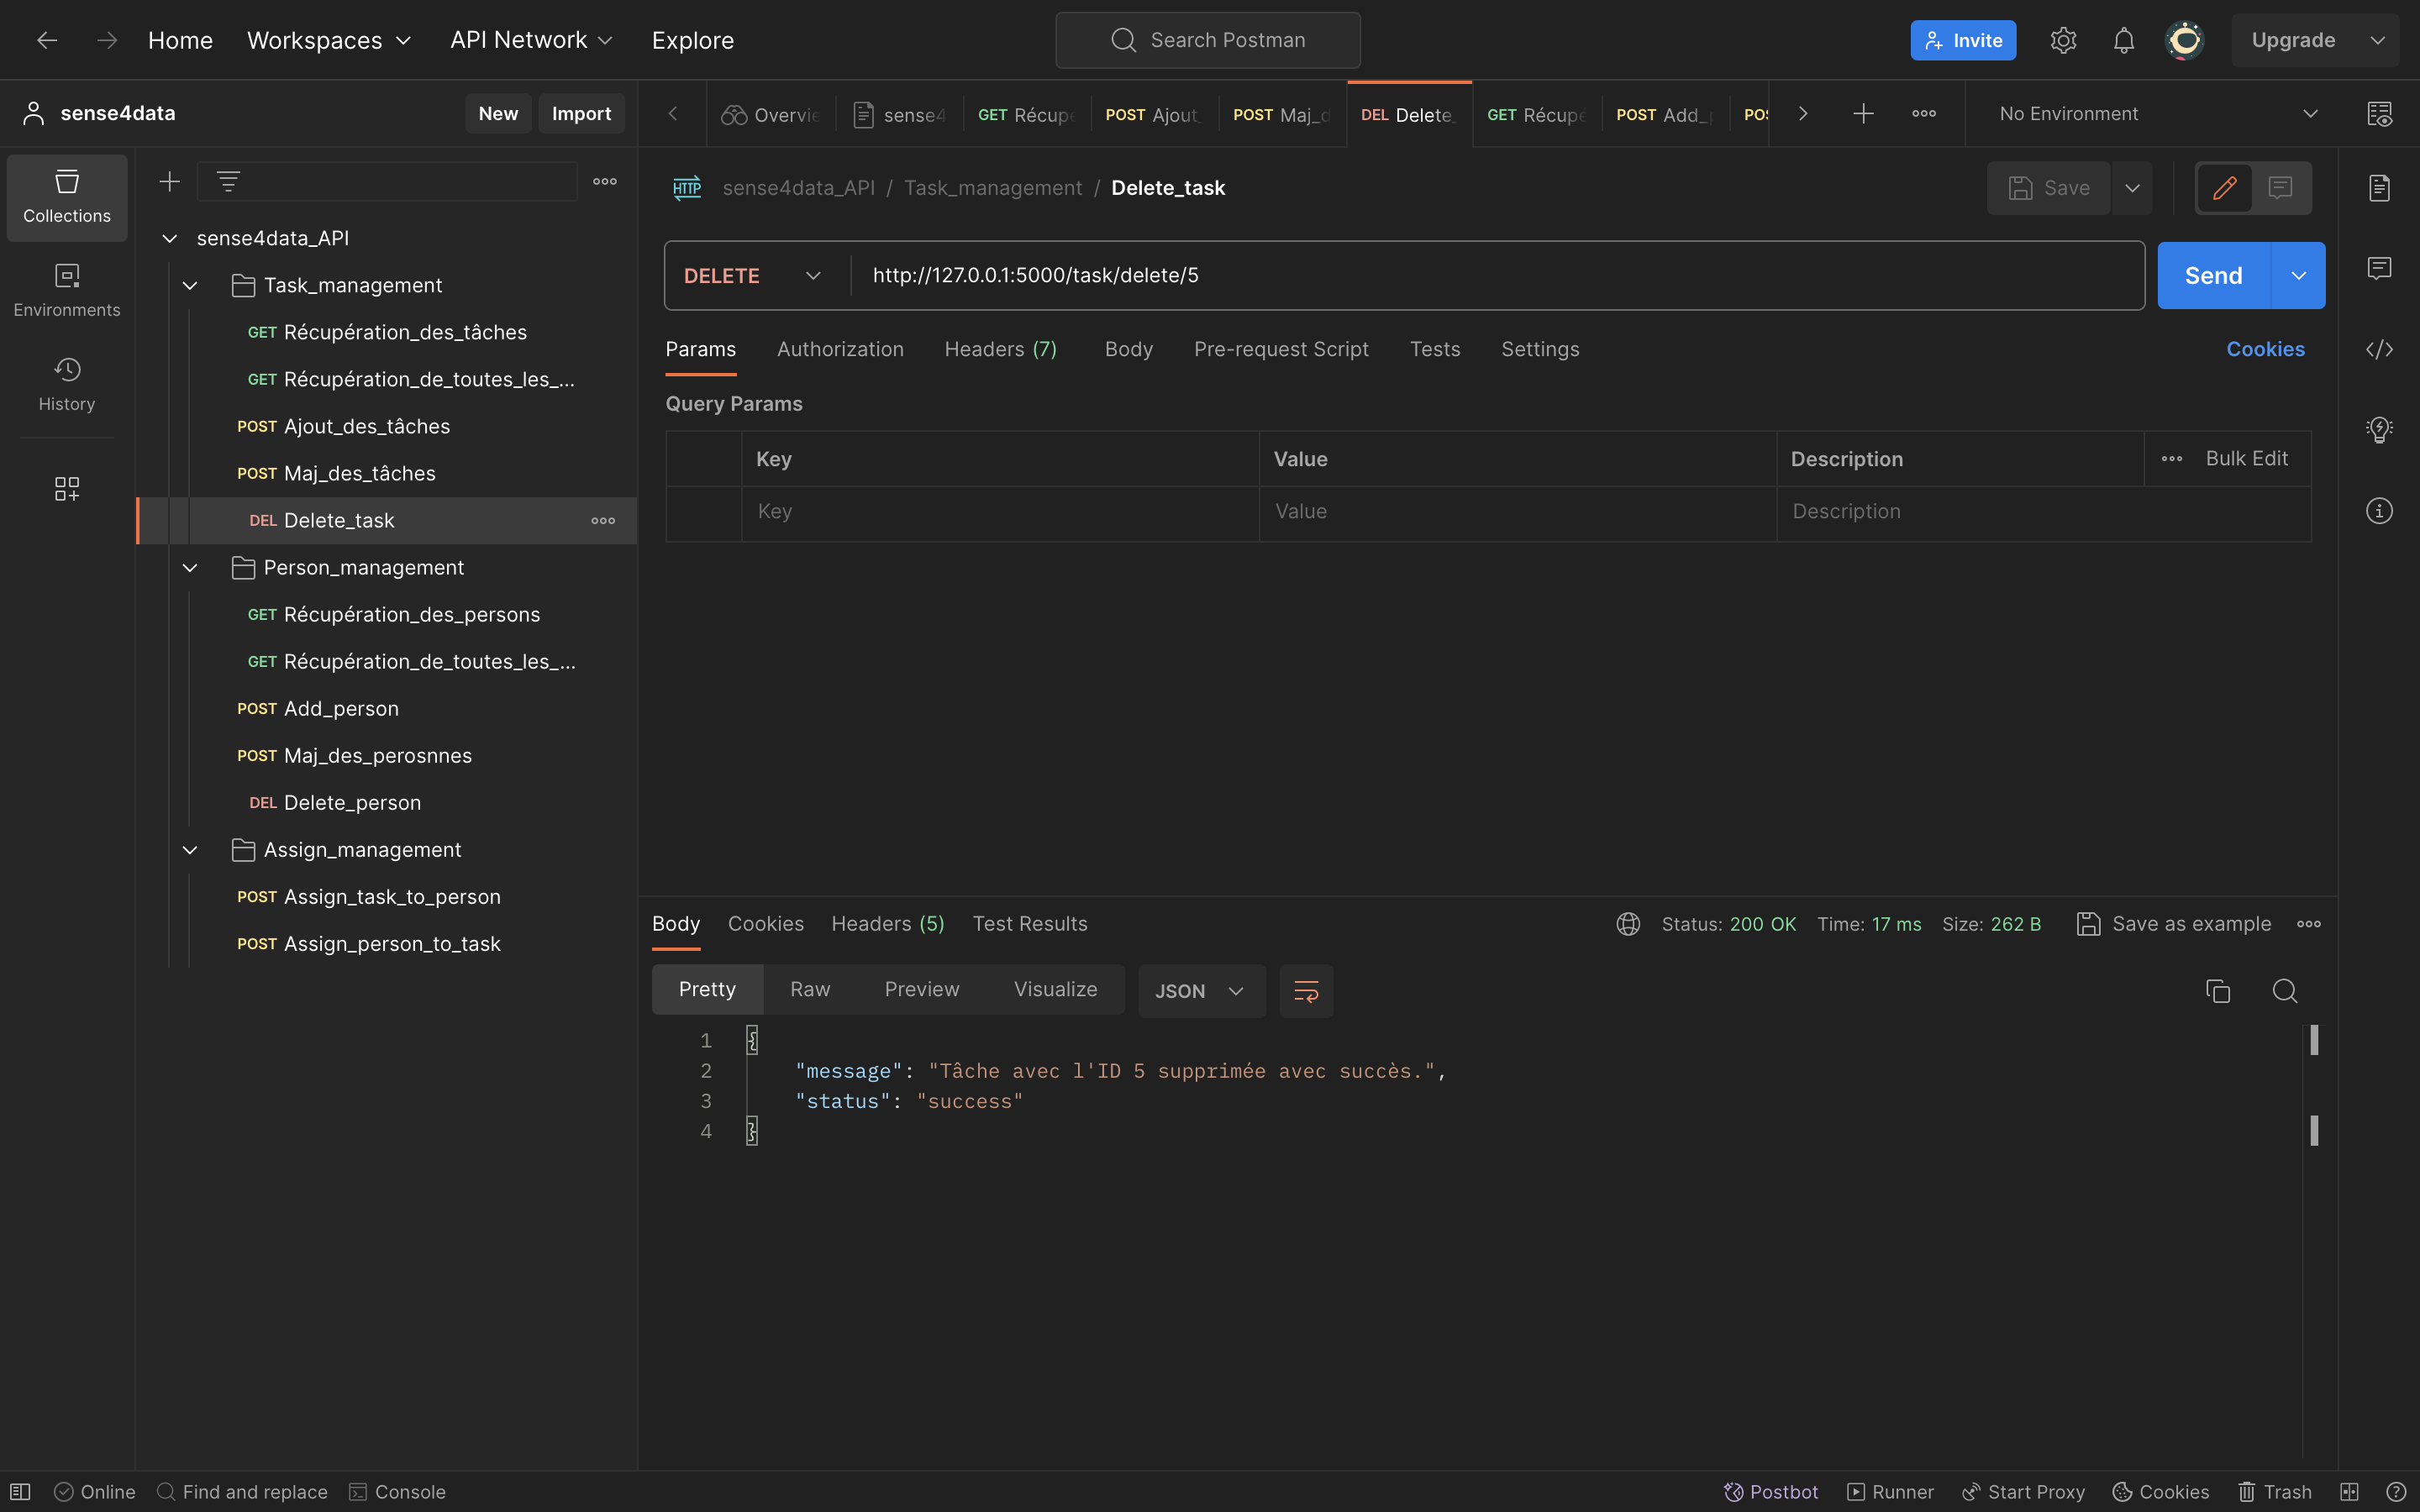 Home Workspaces API Network Explore Search Postman Invite Upgrade
sense4data New Import
Overvie sense4 GET Récupe POST Ajout_ POST Maj_d DEL Delete_ GET Récupé POST Add_p POS No Environment
Collections
Environments
History
sense4data_API
Task_management
GET Récupération_des_tâches
GET Récupération_de_toutes_les_...
POST Ajout_des_tâches
POST Maj_des_tâches
DEL Delete_task
Person_management
GET Récupération_des_persons
GET Récupération_de_toutes_les_...
POST Add_person
POST Maj_des_perosnnes
DEL Delete_person
Assign_management
POST Assign_task_to_person
POST Assign_person_to_task
HTTP sense4data_API / Task_management / Delete_task Save
DELETE http://127.0.0.1:5000/task/delete/5 Send
Params Authorization Headers (7) Body Pre-request Script Tests Settings Cookies
Query Params
Key Value Description Bulk Edit
Key Value Description
Body Cookies Headers (5) Test Results Status: 200 OK Time: 17 ms Size: 262 B Save as example
Pretty Raw Preview Visualize JSON
1 {
2 "message": "Tâche avec l'ID 5 supprimée avec succès.",
3 "status": "success"
4 }
Online Find and replace Console Postbot Runner Start Proxy Cookies Trash